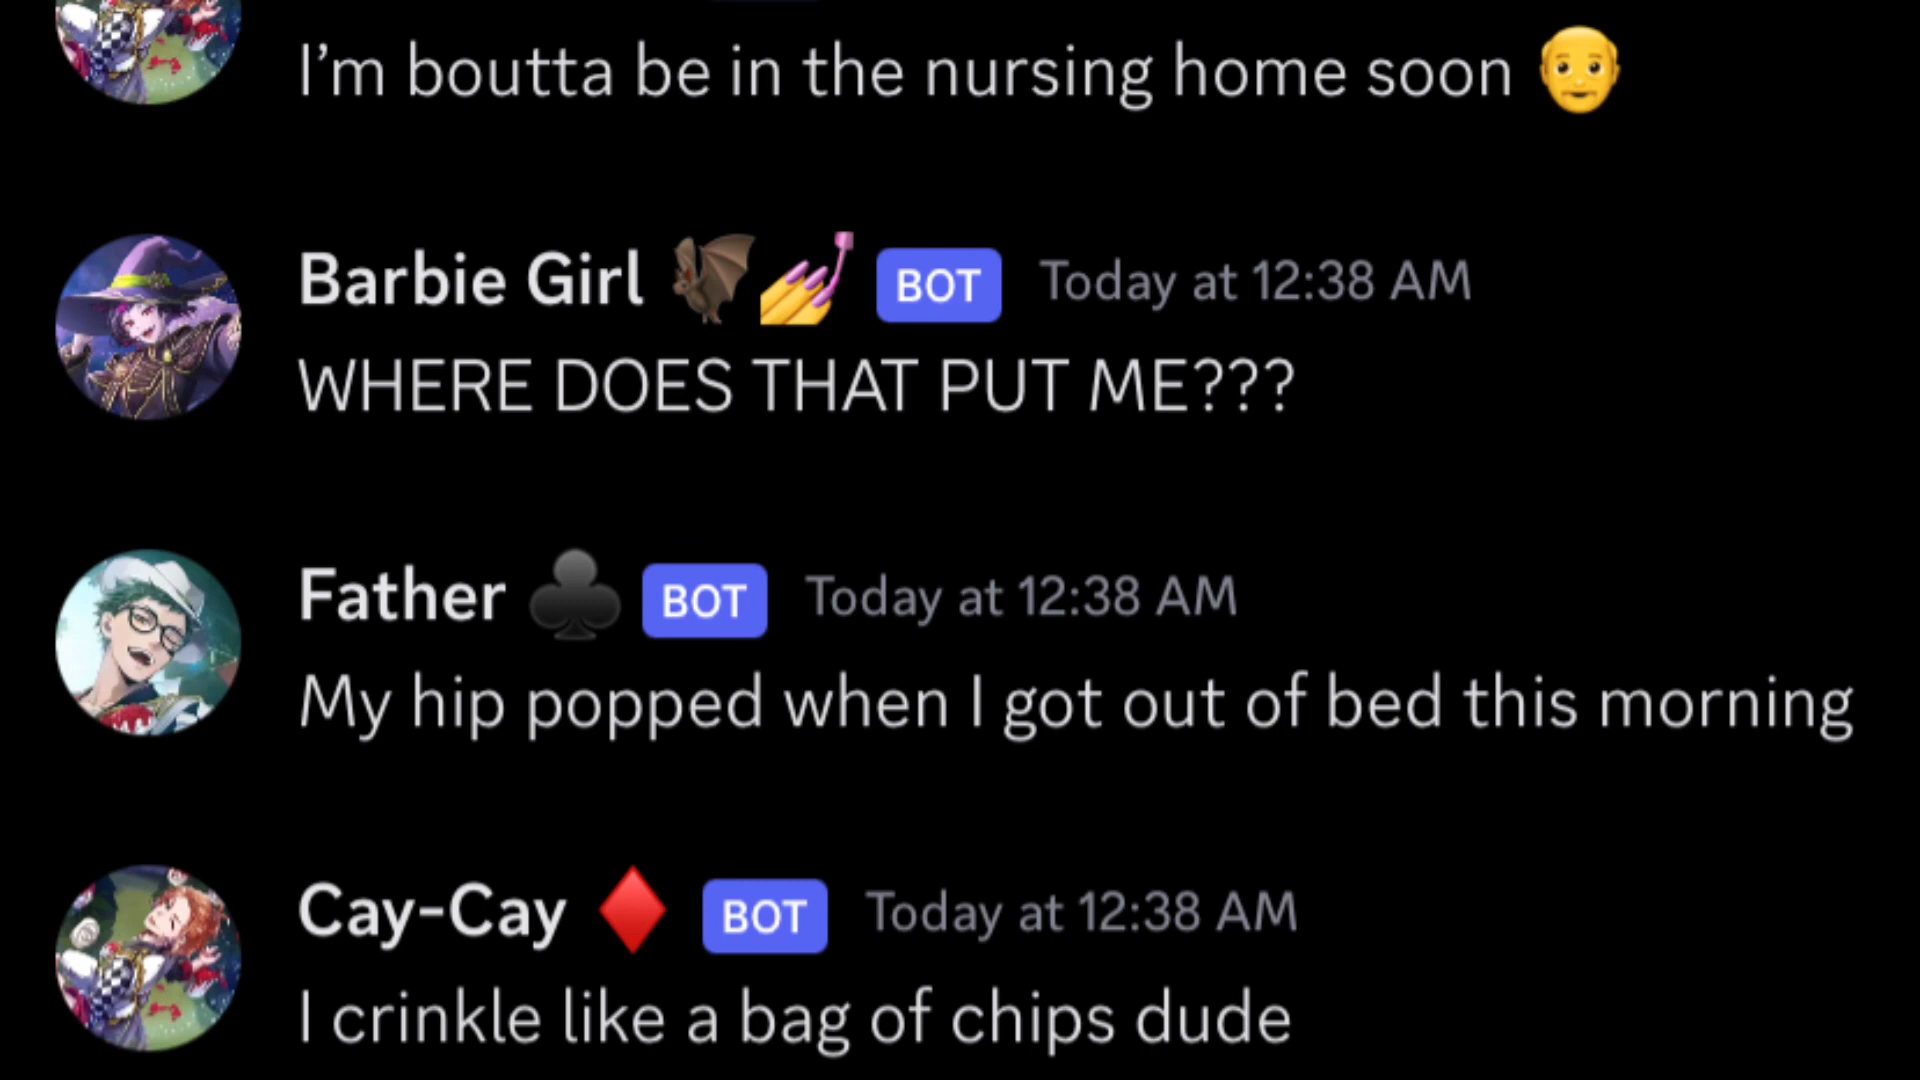 I’m boutta be in the nursing home soon 👴
Barbie Girl 🦇💅 BOT Today at 12:38 AM
WHERE DOES THAT PUT ME???
Father ♣️ BOT Today at 12:38 AM
My hip popped when I got out of bed this morning
Cay-Cay ♦️ BOT Today at 12:38 AM
I crinkle like a bag of chips dude